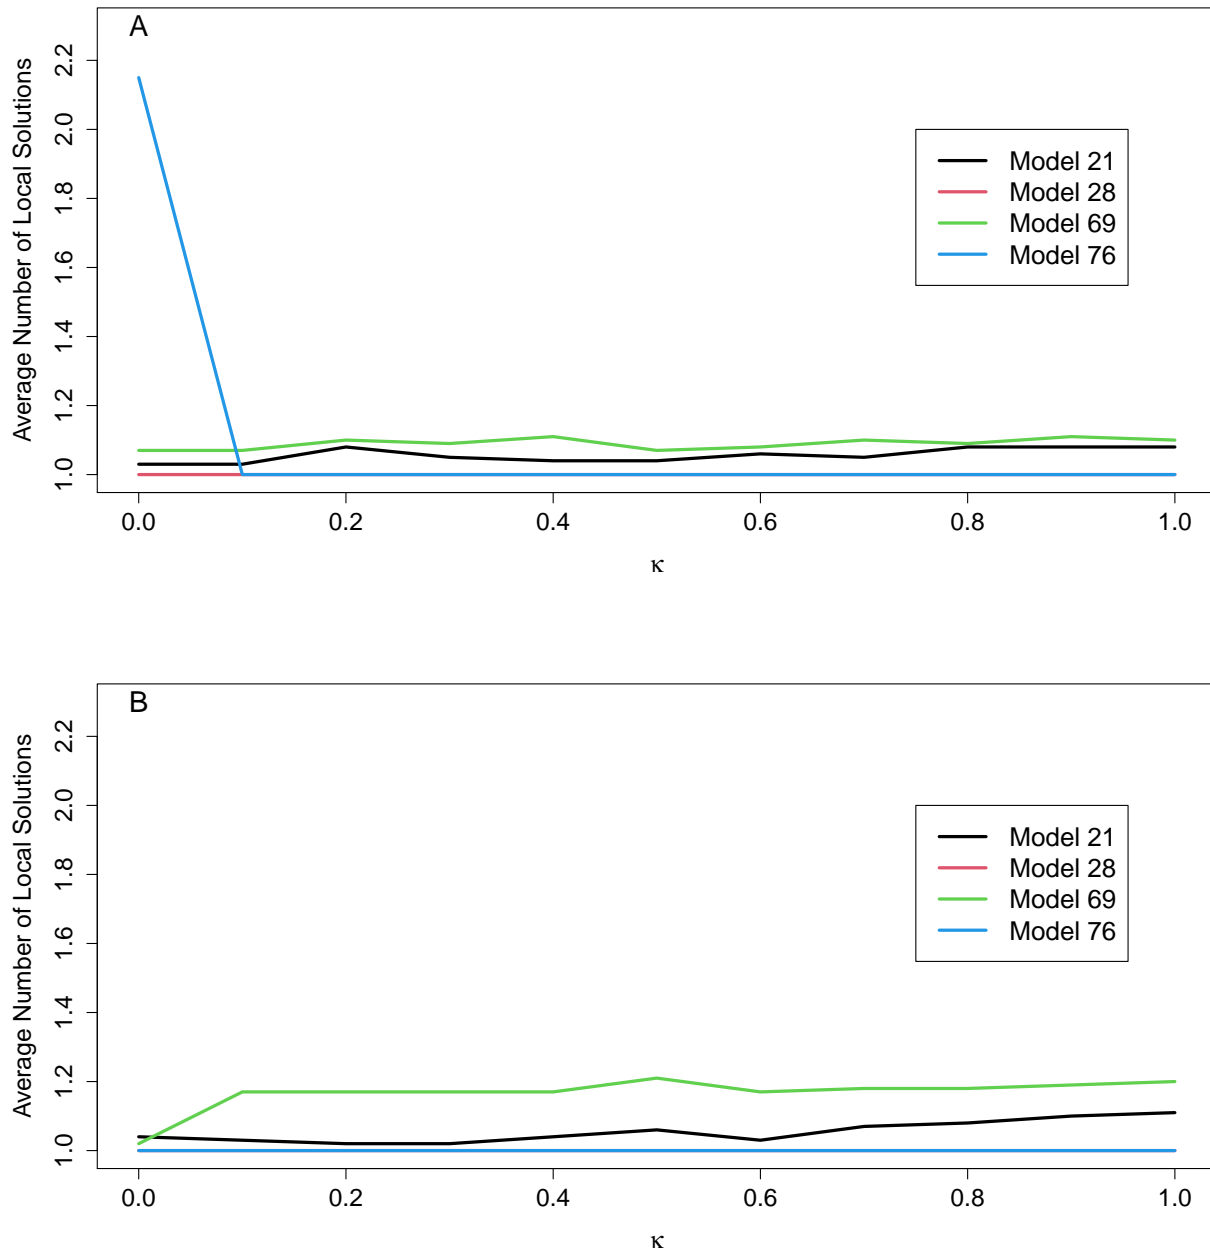 A
Average Number of Local Solutions
2.2
2.0
1.8
1.6
1.4
1.2
1.0
Model 21
Model 28
Model 69
Model 76
0.0 0.2 0.4 0.6 0.8 1.0
κ
B
Average Number of Local Solutions
2.2
2.0
1.8
1.6
1.4
1.2
1.0
Model 21
Model 28
Model 69
Model 76
0.0 0.2 0.4 0.6 0.8 1.0
κ